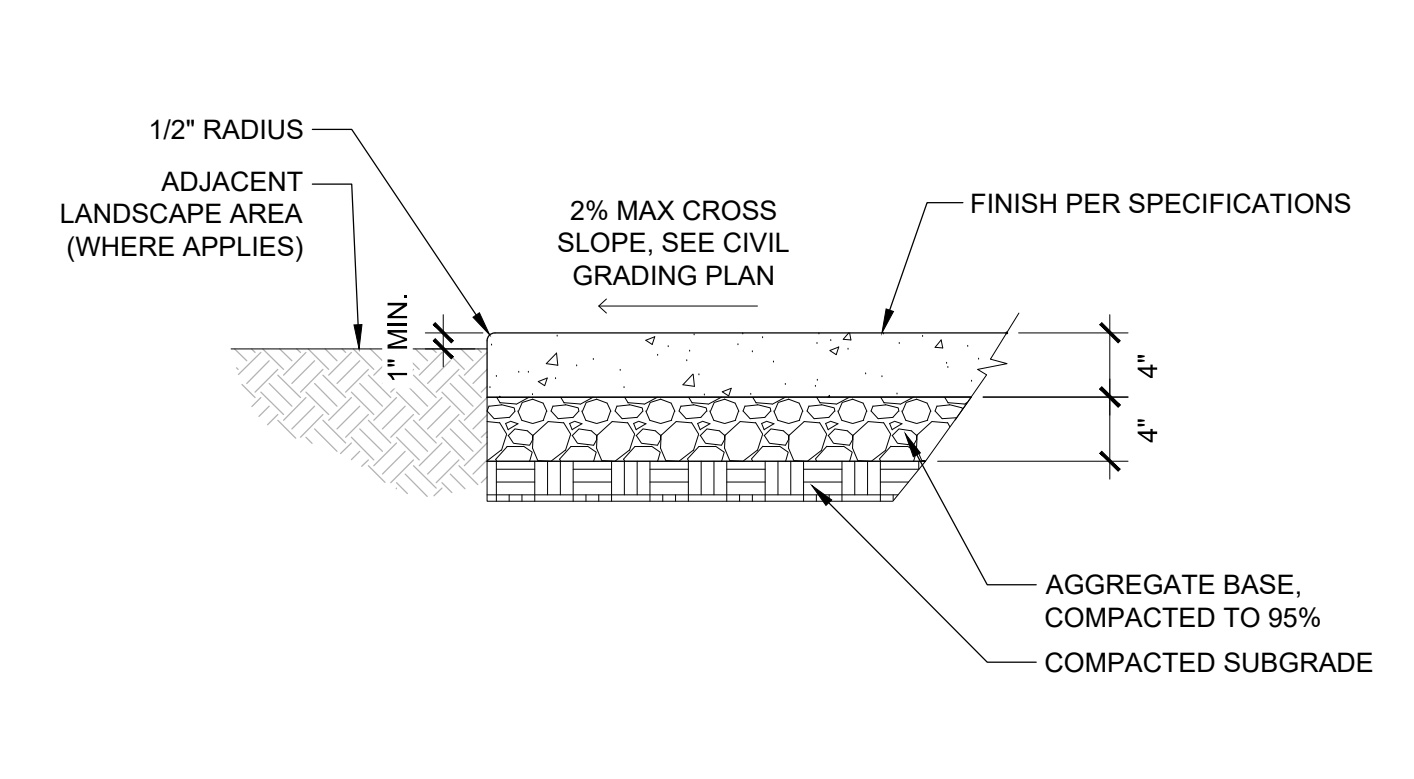 1/2" RADIUS
ADJACENT
LANDSCAPE AREA
(WHERE APPLIES)
1" MIN.
2% MAX CROSS
SLOPE, SEE CIVIL
GRADING PLAN
FINISH PER SPECIFICATIONS
4"
4"
AGGREGATE BASE,
COMPACTED TO 95%
COMPACTED SUBGRADE